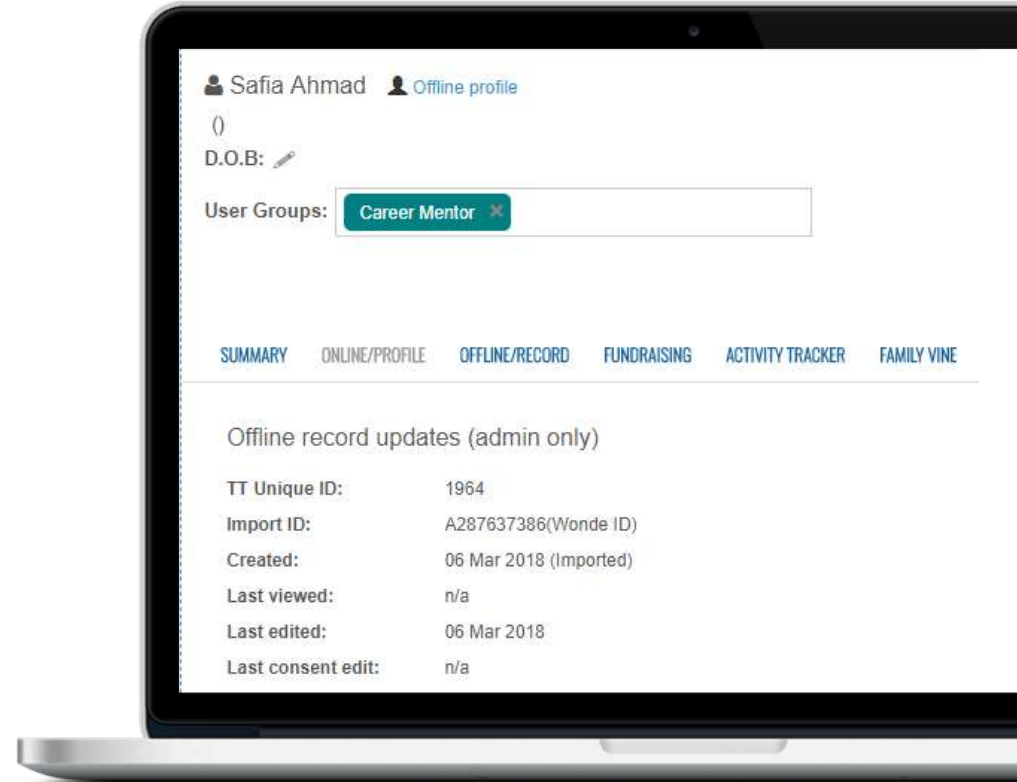 Safia Ahmad Offline profile
()
D.O.B:
User Groups: Career Mentor ×
SUMMARY ONLINE/PROFILE OFFLINE/RECORD FUNDRAISING ACTIVITY TRACKER FAMILY VINE
Offline record updates (admin only)
TT Unique ID: 1964
Import ID: A287637386(Wonde ID)
Created: 06 Mar 2018 (Imported)
Last viewed: n/a
Last edited: 06 Mar 2018
Last consent edit: n/a